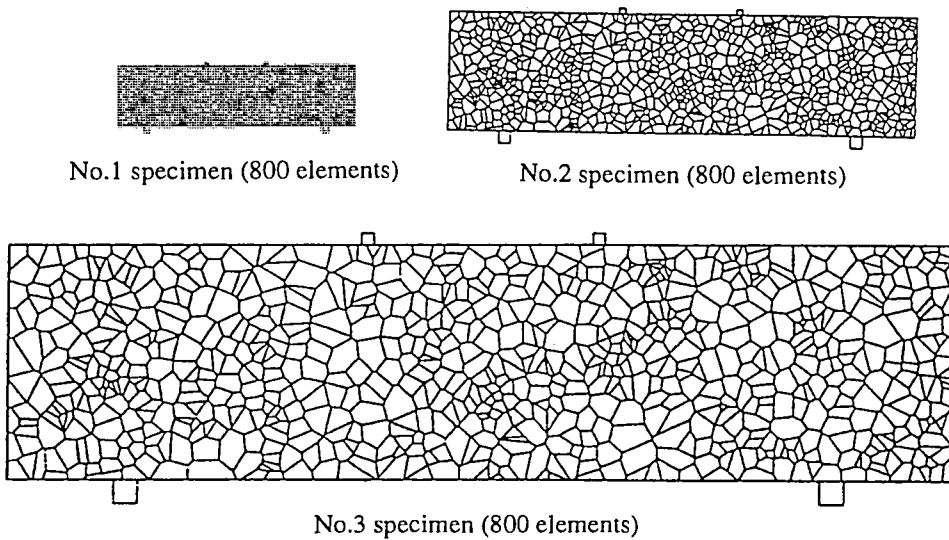 No.1 specimen (800 elements)
No.2 specimen (800 elements)
No.3 specimen (800 elements)